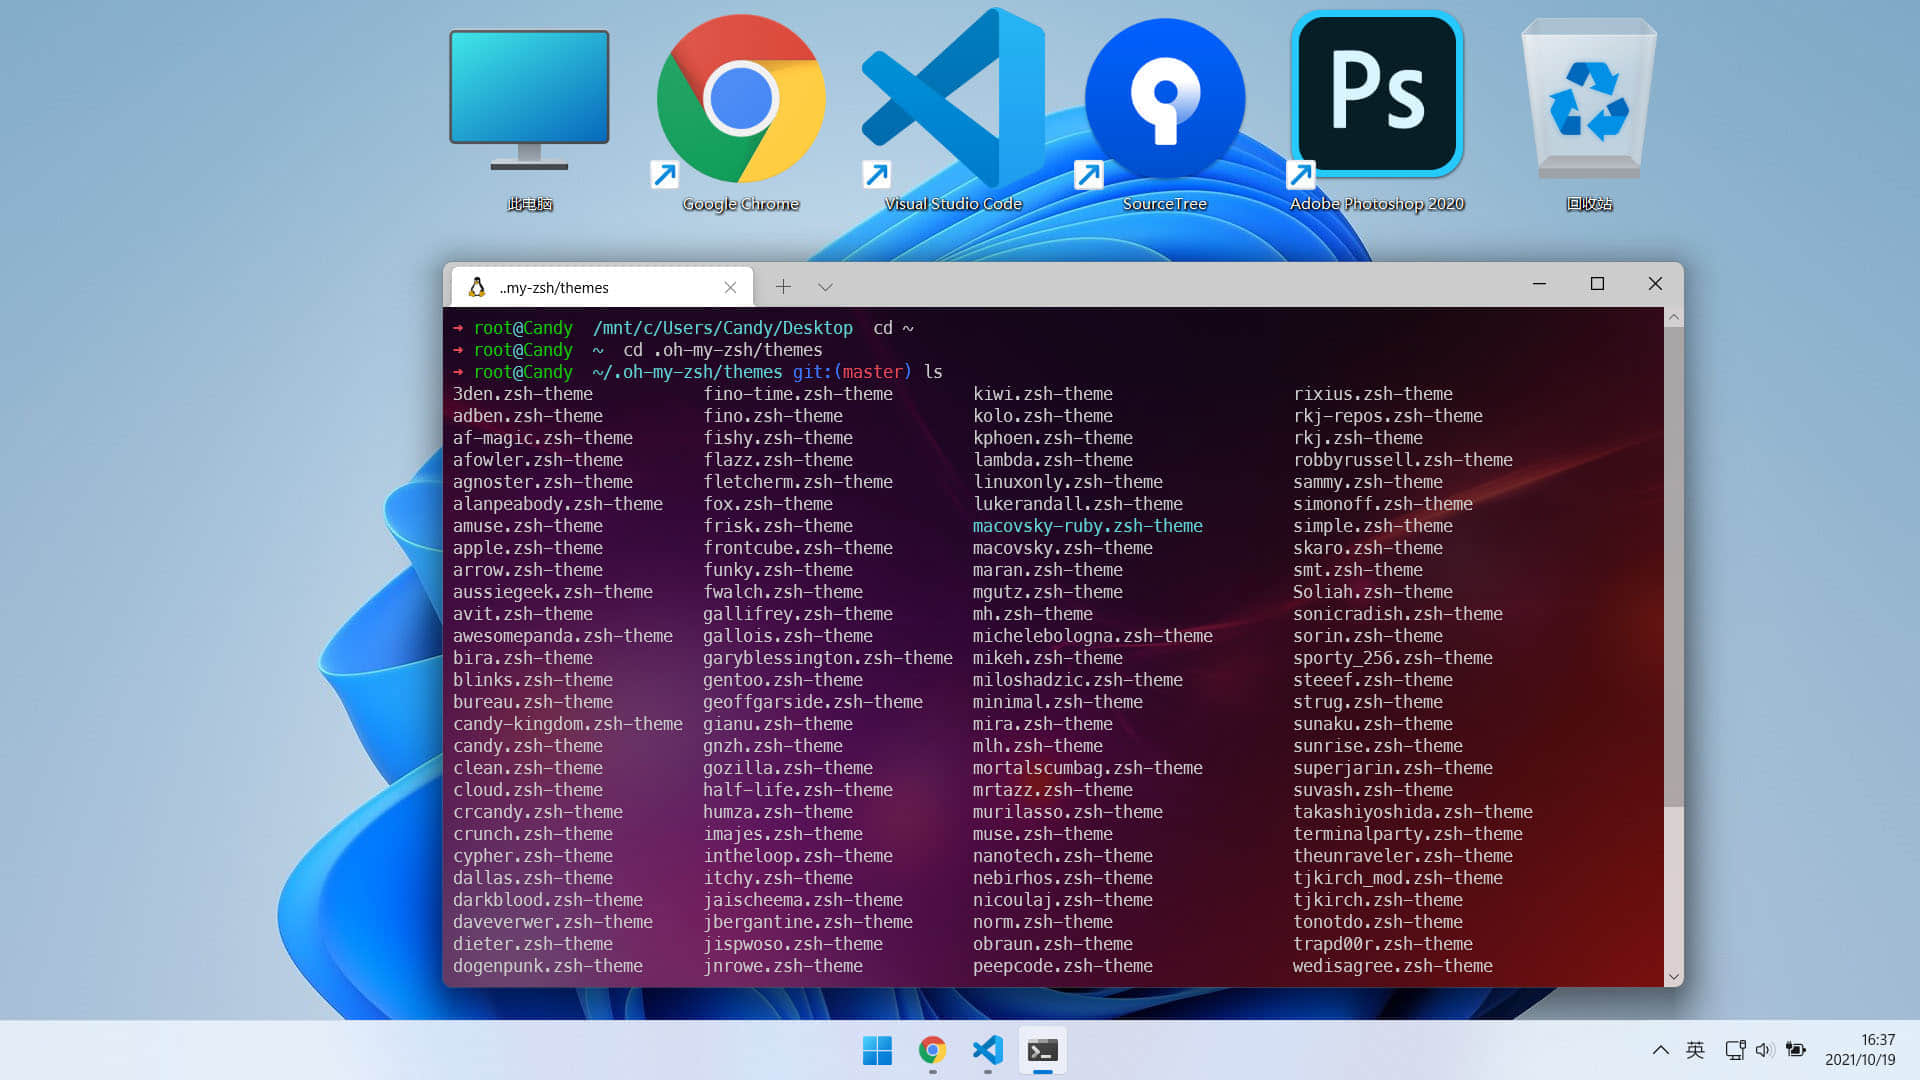 Ps
此电脑
Google Chrome
Visual Studio Code
SourceTree
Adobe Photoshop 2020
回收站
..my-zsh/themes
→ root@Candy  /mnt/c/Users/Candy/Desktop  cd ~
→ root@Candy  ~  cd .oh-my-zsh/themes
→ root@Candy  ~/.oh-my-zsh/themes git:(master) ls
3den.zsh-theme fino-time.zsh-theme kiwi.zsh-theme rixius.zsh-theme
adben.zsh-theme fino.zsh-theme kolo.zsh-theme rkj-repos.zsh-theme
af-magic.zsh-theme fishy.zsh-theme kphoen.zsh-theme rkj.zsh-theme
afowler.zsh-theme flazz.zsh-theme lambda.zsh-theme robbyrussell.zsh-theme
agnoster.zsh-theme fletcherm.zsh-theme linuxonly.zsh-theme sammy.zsh-theme
alanpeabody.zsh-theme fox.zsh-theme lukerandall.zsh-theme simonoff.zsh-theme
amuse.zsh-theme frisk.zsh-theme macovsky-ruby.zsh-theme simple.zsh-theme
apple.zsh-theme frontcube.zsh-theme macovsky.zsh-theme skaro.zsh-theme
arrow.zsh-theme funky.zsh-theme maran.zsh-theme smt.zsh-theme
aussiegeek.zsh-theme fwalch.zsh-theme mgutz.zsh-theme Soliah.zsh-theme
avit.zsh-theme gallifrey.zsh-theme mh.zsh-theme sonicradish.zsh-theme
awesomepanda.zsh-theme gallois.zsh-theme michelebologna.zsh-theme sorin.zsh-theme
bira.zsh-theme garyblessington.zsh-theme mikeh.zsh-theme sporty_256.zsh-theme
blinks.zsh-theme gentoo.zsh-theme miloshadzic.zsh-theme steeef.zsh-theme
bureau.zsh-theme geoffgarside.zsh-theme minimal.zsh-theme strug.zsh-theme
candy-kingdom.zsh-theme gianu.zsh-theme mira.zsh-theme sunaku.zsh-theme
candy.zsh-theme gnzh.zsh-theme mlh.zsh-theme sunrise.zsh-theme
clean.zsh-theme gozilla.zsh-theme mortalscumbag.zsh-theme superjarin.zsh-theme
cloud.zsh-theme half-life.zsh-theme mrtazz.zsh-theme suvash.zsh-theme
crcandy.zsh-theme humza.zsh-theme murilasso.zsh-theme takashiyoshida.zsh-theme
crunch.zsh-theme imajes.zsh-theme muse.zsh-theme terminalparty.zsh-theme
cypher.zsh-theme intheloop.zsh-theme nanotech.zsh-theme theunraveler.zsh-theme
dallas.zsh-theme itchy.zsh-theme nebirhos.zsh-theme tjkirch_mod.zsh-theme
darkblood.zsh-theme jaischeema.zsh-theme nicoulaj.zsh-theme tjkirch.zsh-theme
daveverwer.zsh-theme jbergantine.zsh-theme norm.zsh-theme tonotdo.zsh-theme
dieter.zsh-theme jispwoso.zsh-theme obraun.zsh-theme trapd00r.zsh-theme
dogenpunk.zsh-theme jnrowe.zsh-theme peepcode.zsh-theme wedisagree.zsh-theme
英
16:37
2021/10/19